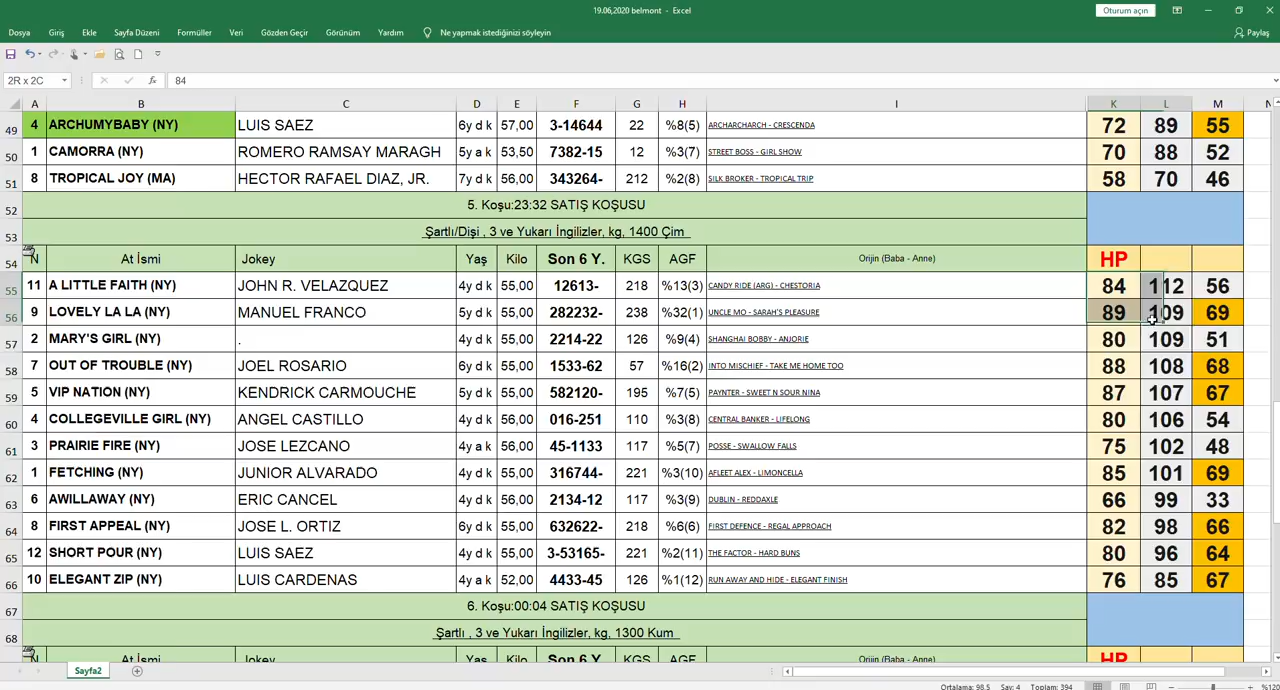 19.06,2020 belmont - Excel
Oturum açın
Dosya Giriş Ekle Sayfa Düzeni Formüller Veri Gözden Geçir Görünüm Yardım Ne yapmak istediğinizi söyleyin Paylaş
2R x 2C fx 84
A B C D E F G H I K L M N
49 4 ARCHUMYBABY (NY) LUIS SAEZ 6y d k 57,00 3-14644 22 %8(5) ARCHARCHARCH - CRESCENDA 72 89 55
50 1 CAMORRA (NY) ROMERO RAMSAY MARAGH 5y a k 53,50 7382-15 12 %3(7) STREET BOSS - GIRL SHOW 70 88 52
51 8 TROPICAL JOY (MA) HECTOR RAFAEL DIAZ, JR. 7y d k 56,00 343264- 212 %2(8) SILK BROKER - TROPICAL TRIP 58 70 46
52 5. Koşu:23:32 SATIŞ KOŞUSU
53 Şartlı/Dişi , 3 ve Yukarı İngilizler, kg, 1400 Çim
54 N At İsmi Jokey Yaş Kilo Son 6 Y. KGS AGF Orijin (Baba - Anne) HP
55 11 A LITTLE FAITH (NY) JOHN R. VELAZQUEZ 4y d k 55,00 12613- 218 %13(3) CANDY RIDE (ARG) - CHESTORIA 84 112 56
56 9 LOVELY LA LA (NY) MANUEL FRANCO 5y d k 55,00 282232- 238 %32(1) UNCLE MO - SARAH'S PLEASURE 89 109 69
57 2 MARY'S GIRL (NY) . 5y d k 55,00 2214-22 126 %9(4) SHANGHAI BOBBY - ANJORIE 80 109 51
58 7 OUT OF TROUBLE (NY) JOEL ROSARIO 6y d k 55,00 1533-62 57 %16(2) INTO MISCHIEF - TAKE ME HOME TOO 88 108 68
59 5 VIP NATION (NY) KENDRICK CARMOUCHE 5y d k 55,00 582120- 195 %7(5) PAYNTER - SWEET N SOUR NINA 87 107 67
60 4 COLLEGEVILLE GIRL (NY) ANGEL CASTILLO 4y d k 56,00 016-251 110 %3(8) CENTRAL BANKER - LIFELONG 80 106 54
61 3 PRAIRIE FIRE (NY) JOSE LEZCANO 4y a k 56,00 45-1133 117 %5(7) POSSE - SWALLOW FALLS 75 102 48
62 1 FETCHING (NY) JUNIOR ALVARADO 4y d k 55,00 316744- 221 %3(10) AFLEET ALEX - LIMONCELLA 85 101 69
63 6 AWILLAWAY (NY) ERIC CANCEL 4y d k 56,00 2134-12 117 %3(9) DUBLIN - REDDAXLE 66 99 33
64 8 FIRST APPEAL (NY) JOSE L. ORTIZ 6y d k 55,00 632622- 218 %6(6) FIRST DEFENCE - REGAL APPROACH 82 98 66
65 12 SHORT POUR (NY) LUIS SAEZ 4y d k 55,00 3-53165- 221 %2(11) THE FACTOR - HARD BUNS 80 96 64
66 10 ELEGANT ZIP (NY) LUIS CARDENAS 4y a k 52,00 4433-45 126 %1(12) RUN AWAY AND HIDE - ELEGANT FINISH 76 85 67
67 6. Koşu:00:04 SATIŞ KOŞUSU
68 Şartlı , 3 ve Yukarı İngilizler, kg, 1300 Kum
N At İsmi Jokey Yaş Kilo Son 6 Y. KGS AGF Orijin (Baba - Anne) HP
Sayfa2
Ortalama: 98,5 Say: 4 Toplam: 394 %120